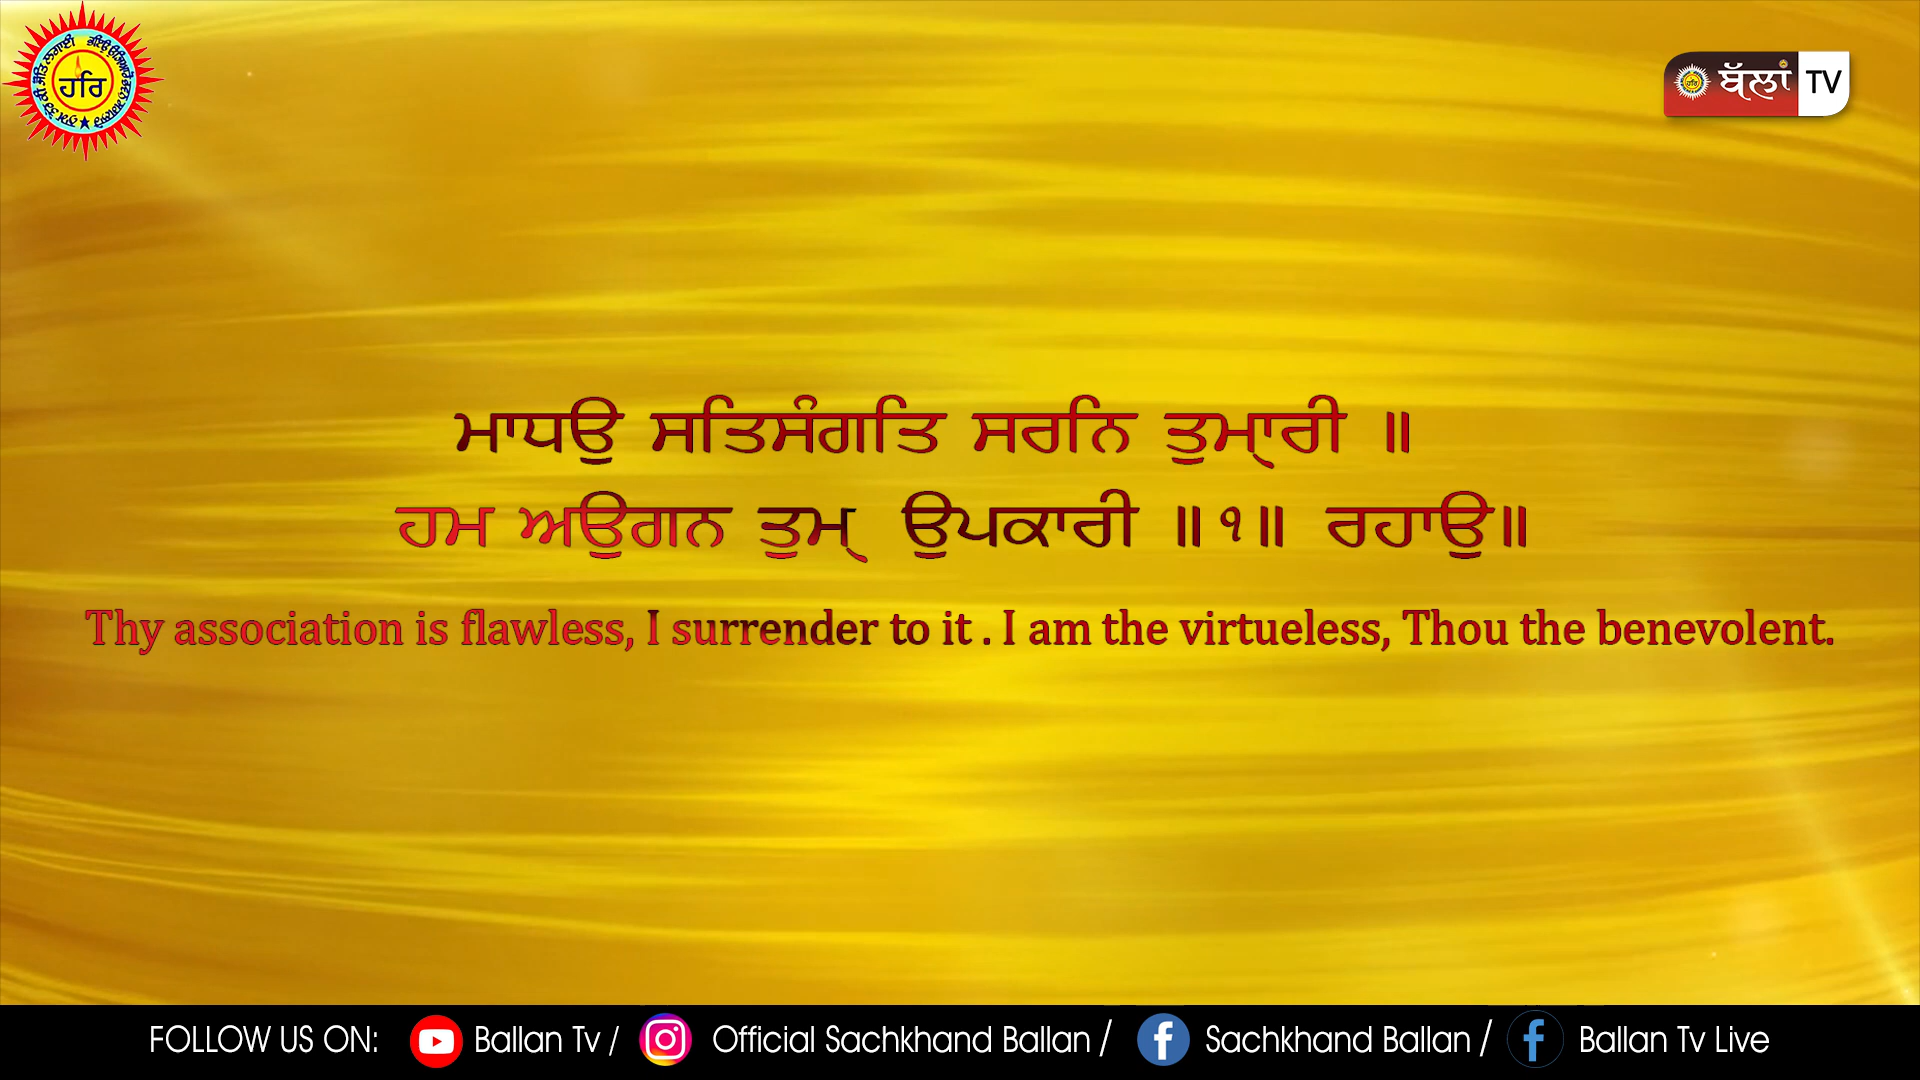 ਹਰਿ
ਬੱਲਾਂ TV
ਮਾਧਉ ਸਤਿਸੰਗਤਿ ਸਰਨਿ ਤੁਮ੍ਹਾਰੀ ॥
ਹਮ ਅਉਗਨ ਤੁਮ੍ ਉਪਕਾਰੀ ॥੧॥ ਰਹਾਉ॥
Thy association is flawless, I surrender to it . I am the virtueless, Thou the benevolent.
FOLLOW US ON: Ballan Tv / Official Sachkhand Ballan / Sachkhand Ballan / Ballan Tv Live